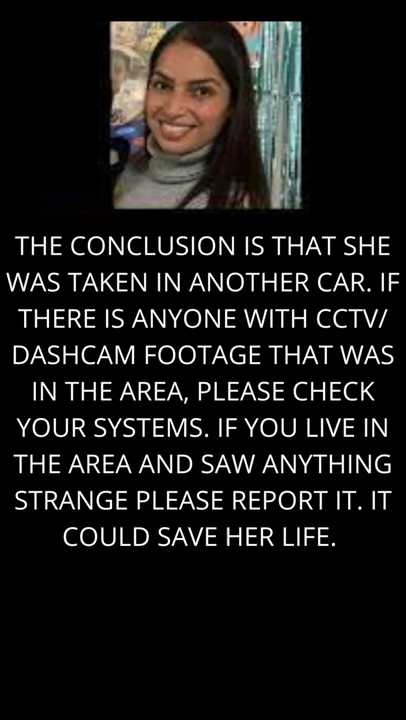 THE CONCLUSION IS THAT SHE
WAS TAKEN IN ANOTHER CAR. IF
THERE IS ANYONE WITH CCTV/
DASHCAM FOOTAGE THAT WAS
IN THE AREA, PLEASE CHECK
YOUR SYSTEMS. IF YOU LIVE IN
THE AREA AND SAW ANYTHING
STRANGE PLEASE REPORT IT. IT
COULD SAVE HER LIFE.